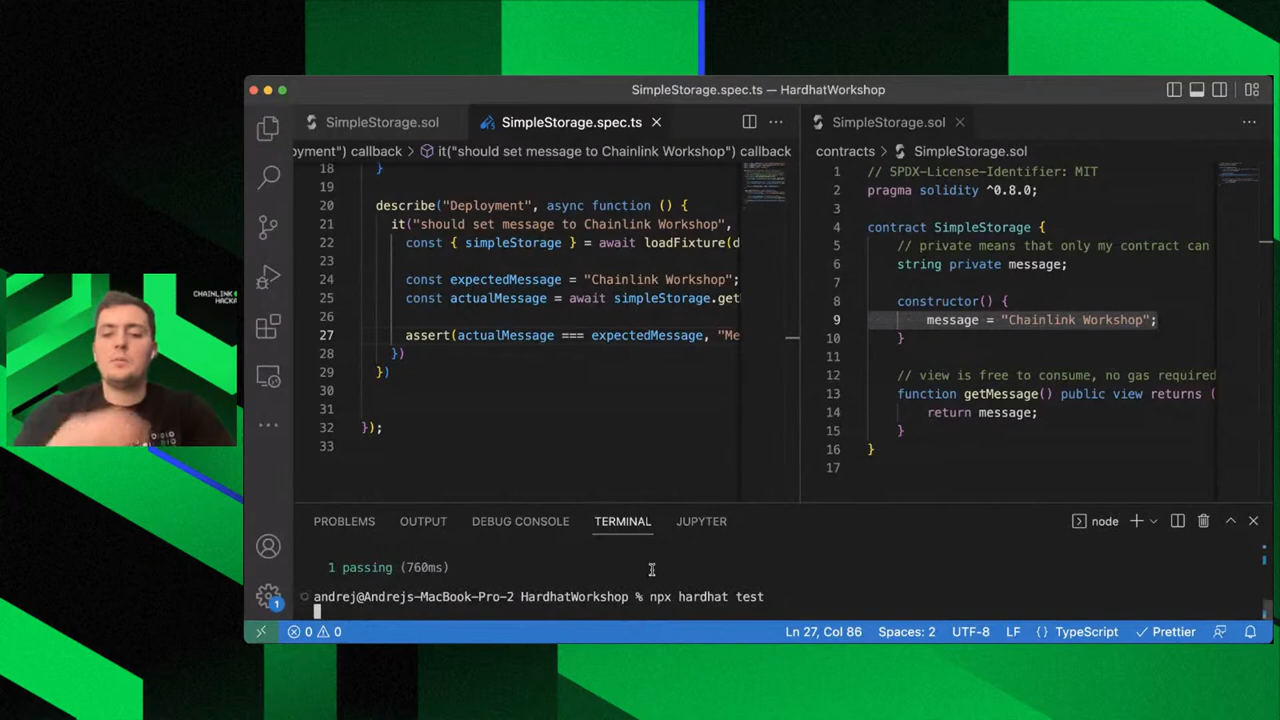 SimpleStorage.spec.ts — HardhatWorkshop
SimpleStorage.sol
SimpleStorage.spec.ts
oyment") callback
it("should set message to Chainlink Workshop") callback
18 }
19
20 describe("Deployment", async function () {
21 it("should set message to Chainlink Workshop",
22 const { simpleStorage } = await loadFixture(d
23
24 const expectedMessage = "Chainlink Workshop";
25 const actualMessage = await simpleStorage.get
26
27 assert(actualMessage === expectedMessage, "Me
28 })
29 })
30
31
32 });
33
SimpleStorage.sol
contracts > SimpleStorage.sol
1 // SPDX-License-Identifier: MIT
2 pragma solidity ^0.8.0;
3
4 contract SimpleStorage {
5 // private means that only my contract can
6 string private message;
7
8 constructor() {
9 message = "Chainlink Workshop";
10 }
11
12 // view is free to consume, no gas required
13 function getMessage() public view returns (
14 return message;
15 }
16 }
17
CHAINLINK
HACKA
PROBLEMS
OUTPUT
DEBUG CONSOLE
TERMINAL
JUPYTER
node
1 passing (760ms)
andrej@Andrejs-MacBook-Pro-2 HardhatWorkshop % npx hardhat test
1
0 0
Ln 27, Col 86
Spaces: 2
UTF-8
LF
{} TypeScript
Prettier